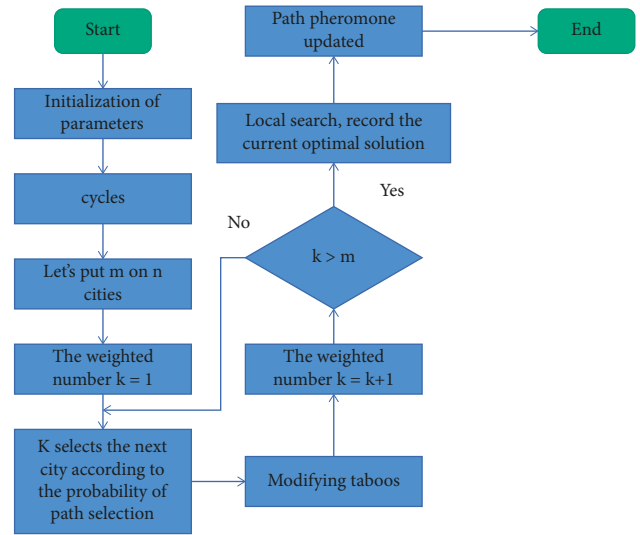 Start
Initialization of
parameters
cycles
Let's put m on n
cities
The weighted
number k = 1
K selects the next
city according to
the probability of
path selection
Modifying taboos
The weighted
number k = k+1
k > m
No
Yes
Local search, record the
current optimal solution
Path pheromone
updated
End